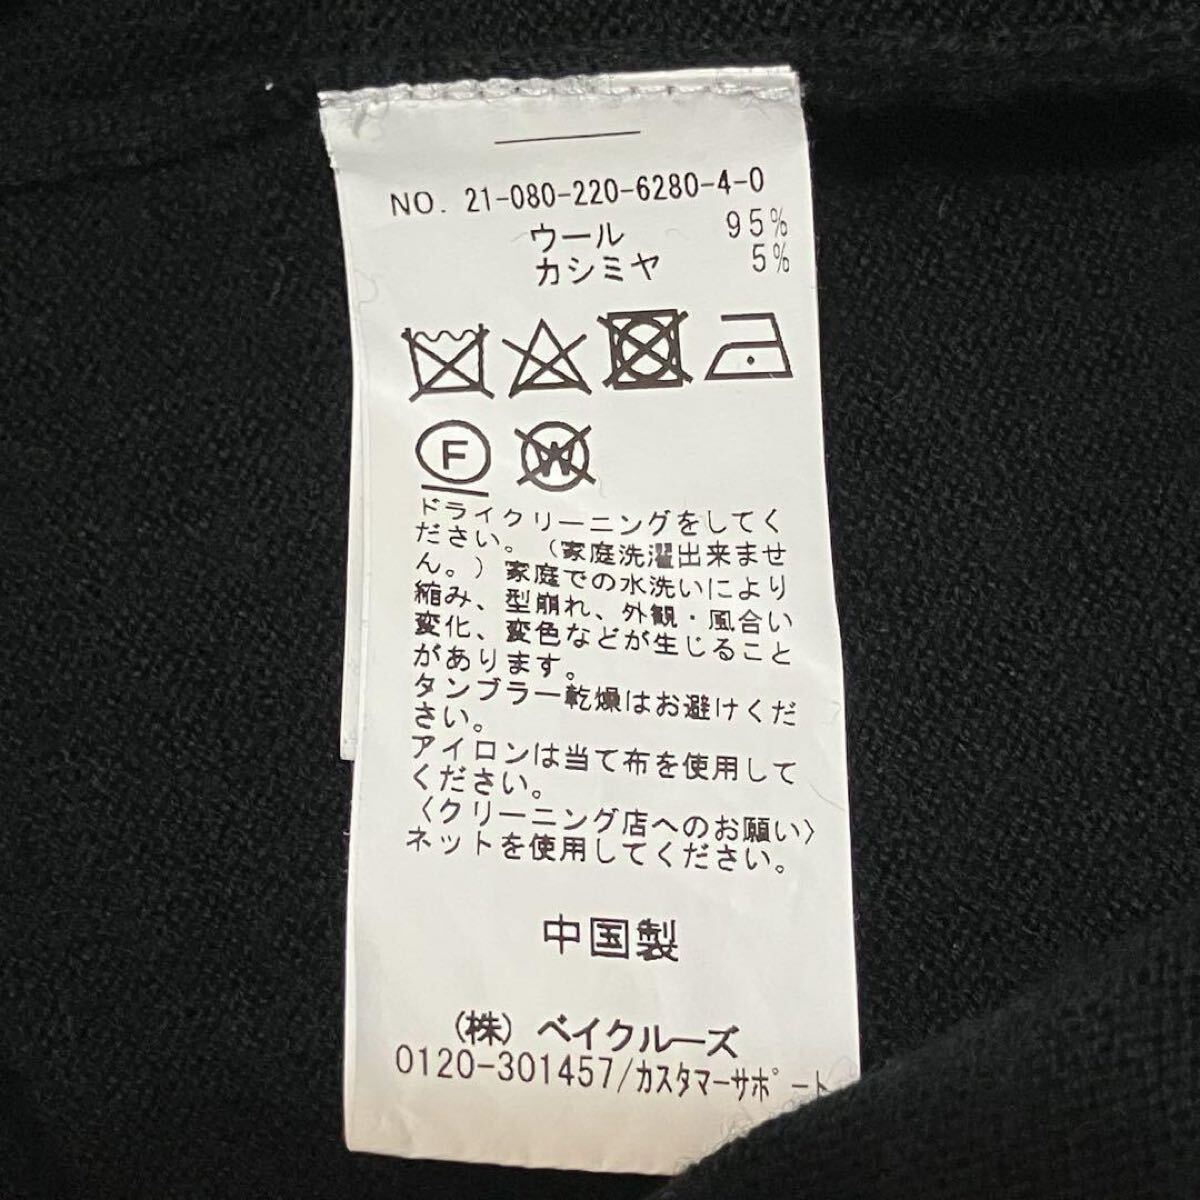 NO. 21-080-220-6280-4-0
ウール 95%
カシミヤ 5%
F W
ドライクリーニングをしてく
ださい。（家庭洗濯出来ませ
ん。）家庭での水洗いにより
縮み、型崩れ、外観・風合い
変化、変色などが生じること
があります。
タンブラー乾燥はお避けくだ
さい。
アイロンは当て布を使用して
ください。
〈クリーニング店へのお願い〉
ネットを使用してください。
中国製
(株) ベイクルーズ
0120-301457/カスタマーサポート